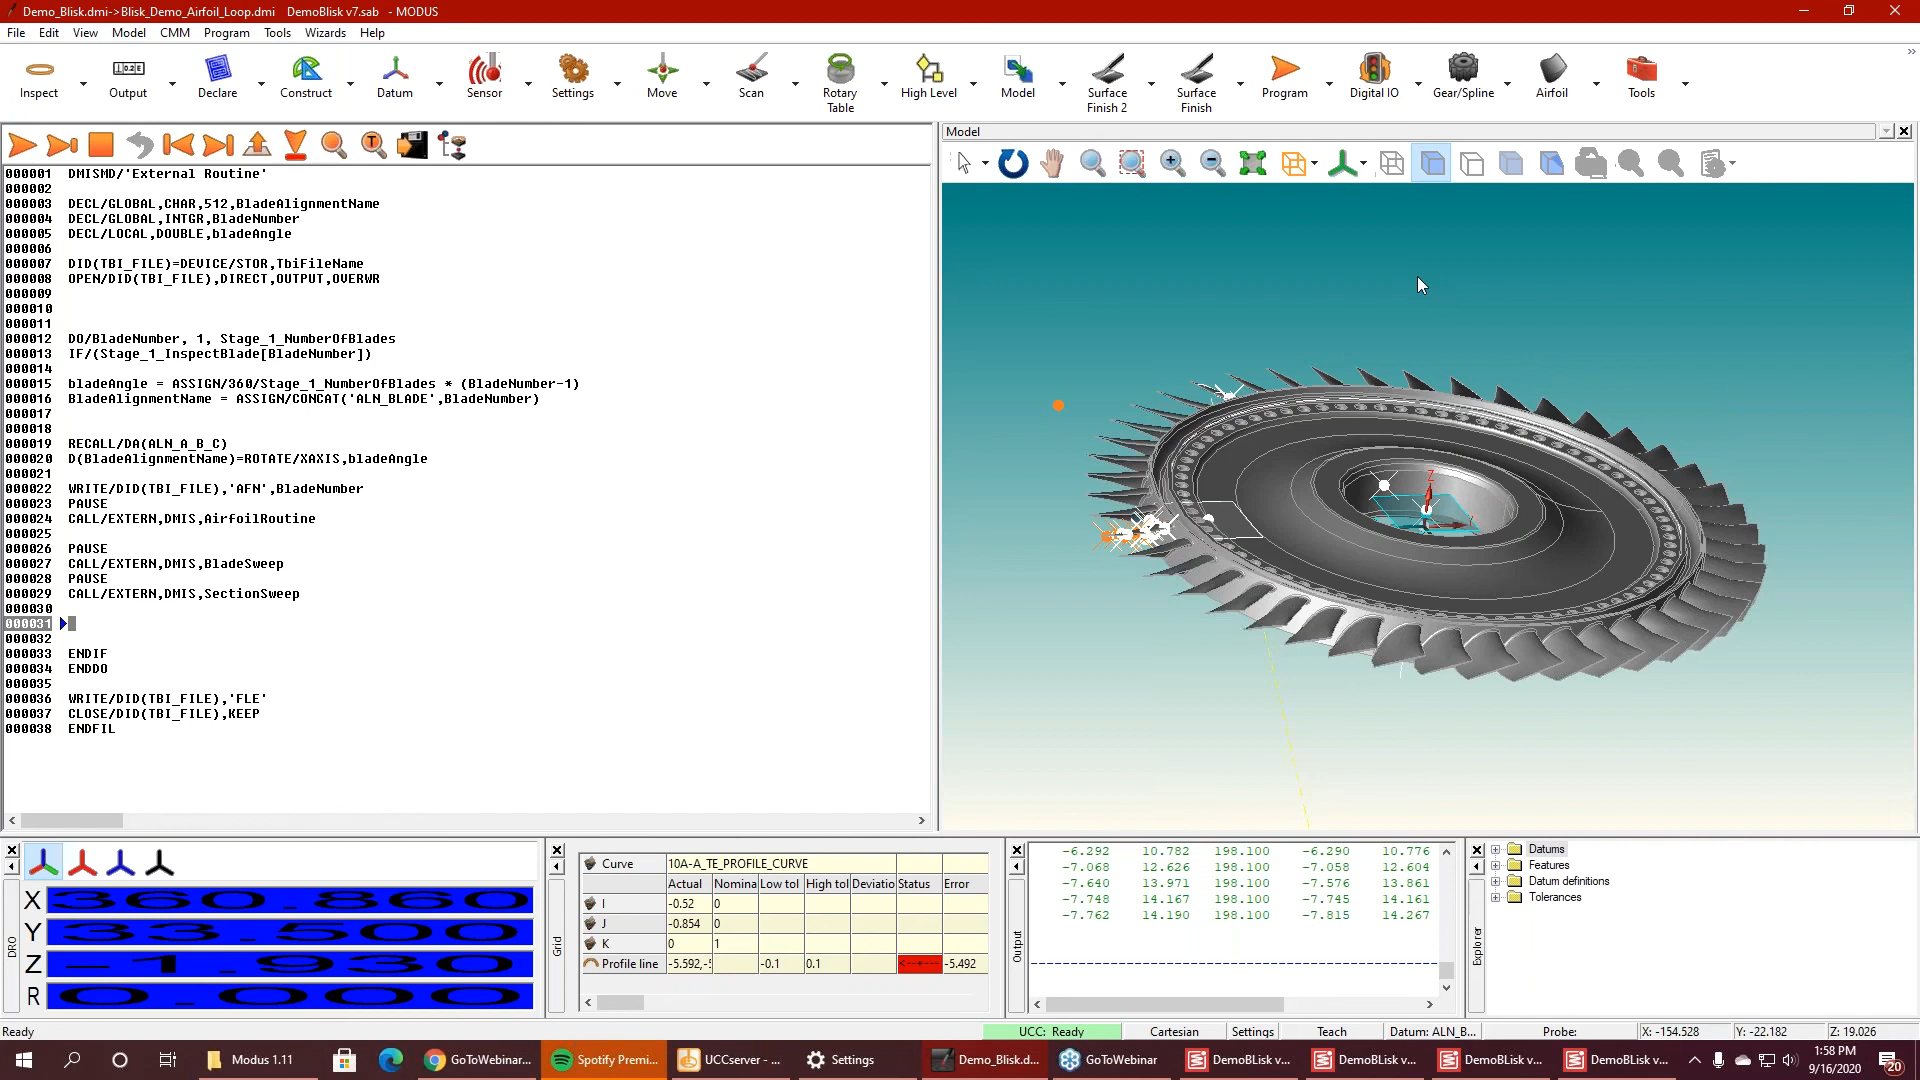 Demo_Blisk.dmi->Blisk_Demo_Airfoil_Loop.dmi DemoBlisk v7.sab - MODUS
File Edit View Model CMM Program Tools Wizards Help
Inspect Output Declare Construct Datum Sensor Settings Move Scan Rotary Table High Level Model Surface Finish 2 Surface Finish Program Digital IO Gear/Spline Airfoil Tools
Model
000001 DMISMD/'External Routine'
000002
000003 DECL/GLOBAL,CHAR,512,BladeAlignmentName
000004 DECL/GLOBAL,INTGR,BladeNumber
000005 DECL/LOCAL,DOUBLE,bladeAngle
000006
000007 DID(TBI_FILE)=DEVICE/STOR,TbiFileName
000008 OPEN/DID(TBI_FILE),DIRECT,OUTPUT,OVERWR
000009
000010
000011
000012 DO/BladeNumber, 1, Stage_1_NumberOfBlades
000013 IF/(Stage_1_InspectBlade[BladeNumber])
000014
000015 bladeAngle = ASSIGN/360/Stage_1_NumberOfBlades * (BladeNumber-1)
000016 BladeAlignmentName = ASSIGN/CONCAT('ALN_BLADE',BladeNumber)
000017
000018
000019 RECALL/DA(ALN_A_B_C)
000020 D(BladeAlignmentName)=ROTATE/XAXIS,bladeAngle
000021
000022 WRITE/DID(TBI_FILE),'AFN',BladeNumber
000023 PAUSE
000024 CALL/EXTERN,DMIS,AirfoilRoutine
000025
000026 PAUSE
000027 CALL/EXTERN,DMIS,BladeSweep
000028 PAUSE
000029 CALL/EXTERN,DMIS,SectionSweep
000030
000031
000032
000033 ENDIF
000034 ENDDO
000035
000036 WRITE/DID(TBI_FILE),'FLE'
000037 CLOSE/DID(TBI_FILE),KEEP
000038 ENDFIL
Z
DRO
X 360.860
Y 33.500
Z -1.930
R 0.000
Grid
Curve 10A-A_TE_PROFILE_CURVE
Actual Nomina Low tol High tol Deviatio Status Error
I -0.52 0
J -0.854 0
K 0 1
Profile line -5.592,-! -0.1 0.1 <--*--- -5.492
Output
-6.292 10.782 198.100 -6.290 10.776
-7.068 12.626 198.100 -7.058 12.604
-7.640 13.971 198.100 -7.576 13.861
-7.748 14.167 198.100 -7.745 14.161
-7.762 14.190 198.100 -7.815 14.267
Explorer
Datums
Features
Datum definitions
Tolerances
Ready UCC: Ready Cartesian Settings Teach Datum: ALN_B... Probe: X: -154.528 Y: -22.182 Z: 19.026
Modus 1.11 GoToWebinar... Spotify Premi... UCCserver - ... Settings Demo_Blisk.d... GoToWebinar DemoBLisk v... DemoBLisk v... DemoBLisk v... DemoBLisk v...
1:58 PM
9/16/2020
20